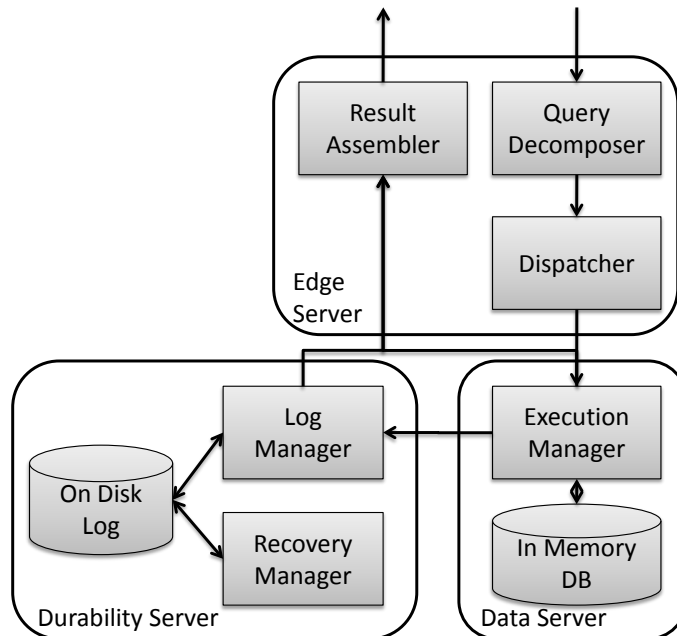 Result
Assembler
Query
Decomposer
Dispatcher
Edge
Server
Log
Manager
Execution
Manager
On Disk
Log
Recovery
Manager
In Memory
DB
Durability Server
Data Server